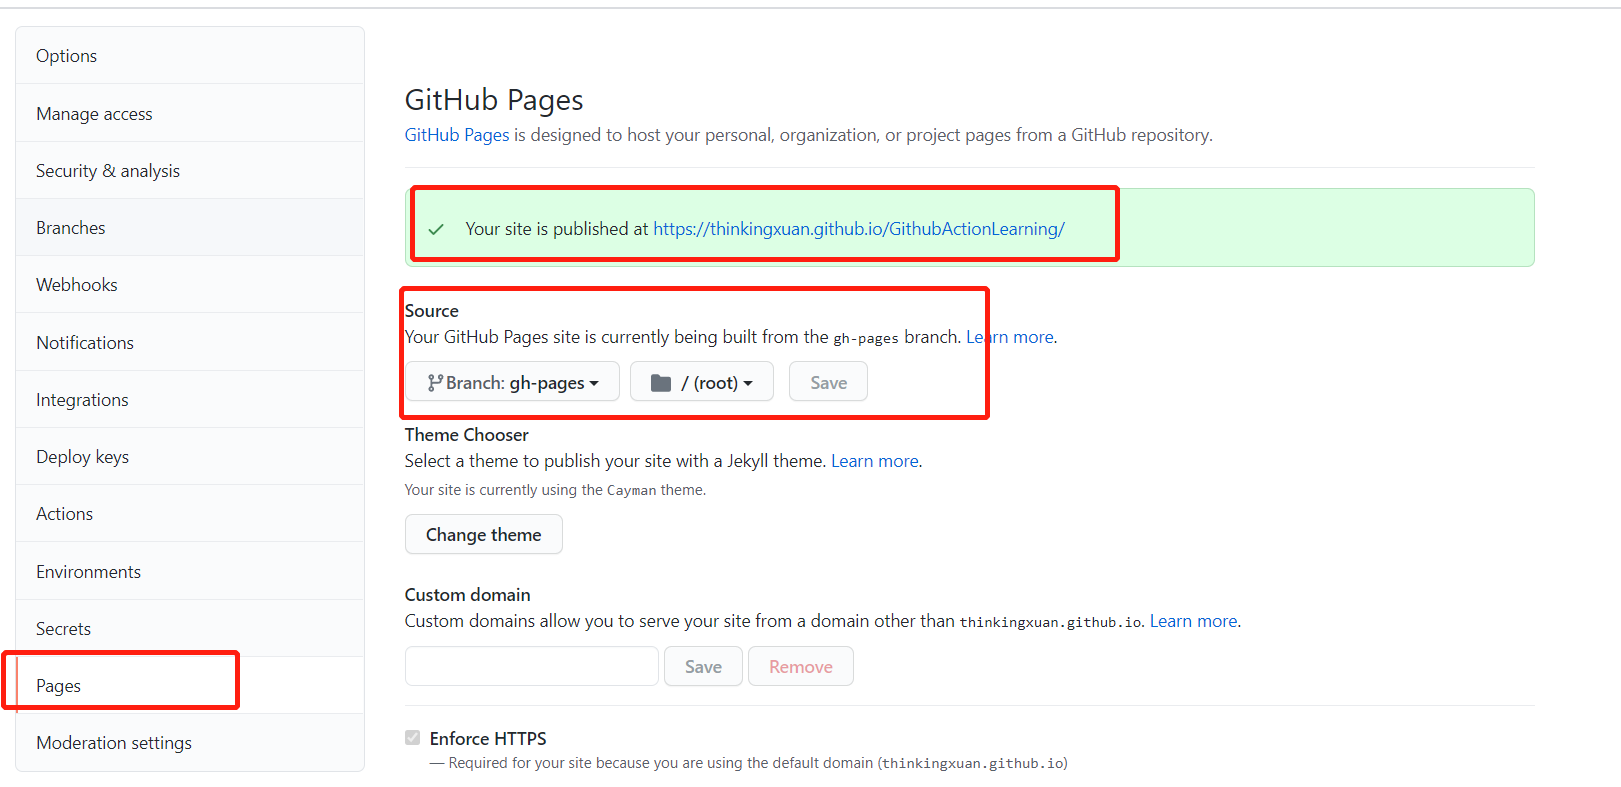 Options
Manage access
Security & analysis
Branches
Webhooks
Notifications
Integrations
Deploy keys
Actions
Environments
Secrets
Pages
Moderation settings
GitHub Pages
GitHub Pages is designed to host your personal, organization, or project pages from a GitHub repository.
Your site is published at https://thinkingxuan.github.io/GithubActionLearning/
Source
Your GitHub Pages site is currently being built from the gh-pages branch. Learn more.
Branch: gh-pages / (root) Save
Theme Chooser
Select a theme to publish your site with a Jekyll theme. Learn more.
Your site is currently using the Cayman theme.
Change theme
Custom domain
Custom domains allow you to serve your site from a domain other than thinkingxuan.github.io. Learn more.
Save Remove
Enforce HTTPS
— Required for your site because you are using the default domain (thinkingxuan.github.io)